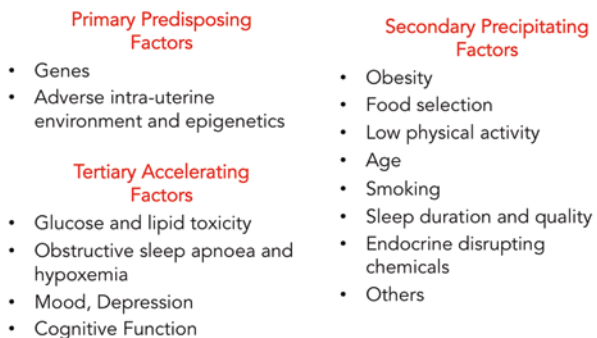 Primary Predisposing
Factors
• Genes
• Adverse intra-uterine
environment and epigenetics
Tertiary Accelerating
Factors
• Glucose and lipid toxicity
• Obstructive sleep apnoea and
hypoxemia
• Mood, Depression
• Cognitive Function
Secondary Precipitating
Factors
• Obesity
• Food selection
• Low physical activity
• Age
• Smoking
• Sleep duration and quality
• Endocrine disrupting
chemicals
• Others